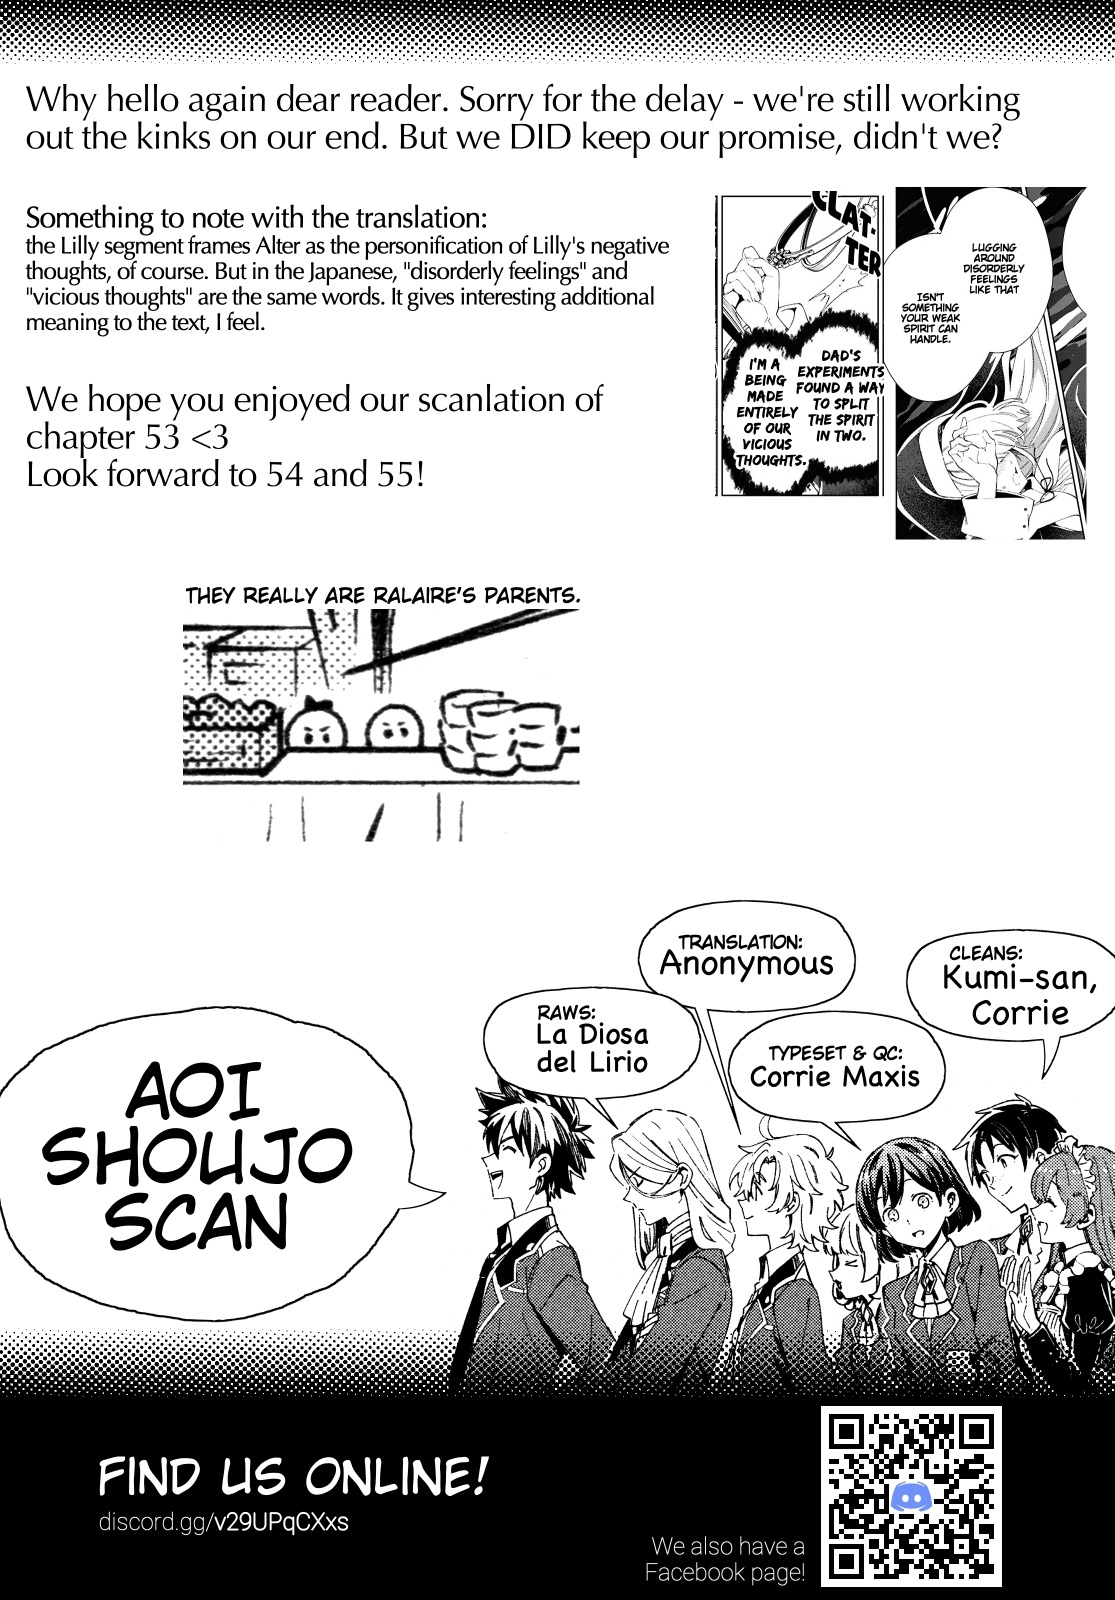 Why hello again dear reader. Sorry for the delay - we're still working
out the kinks on our end. But we DID keep our promise, didn't we?
Something to note with the translation:
the Lilly segment frames Alter as the personification of Lilly's negative
thoughts, of course. But in the Japanese, "disorderly feelings" and
"vicious thoughts" are the same words. It gives interesting additional
meaning to the text, I feel.
CLAT-
TER
LUGGING
AROUND
DISORDERLY
FEELINGS
LIKE THAT
ISN'T
SOMETHING
YOUR WEAK
SPIRIT CAN
HANDLE.
DAD'S
EXPERIMENTS
FOUND A WAY
TO SPLIT
THE SPIRIT
IN TWO.
I'M A
BEING
MADE
ENTIRELY
OF OUR
VICIOUS
THOUGHTS.
We hope you enjoyed our scanlation of
chapter 53 <3
Look forward to 54 and 55!
THEY REALLY ARE RALAIRE'S PARENTS.
TRANSLATION:
Anonymous
CLEANS:
Kumi-san,
Corrie
RAWS:
La Diosa
del Lirio
TYPESET & QC:
Corrie Maxis
AOI
SHOUJO
SCAN
FIND US ONLINE!
discord.gg/v29UPqCXxs
We also have a
Facebook page!